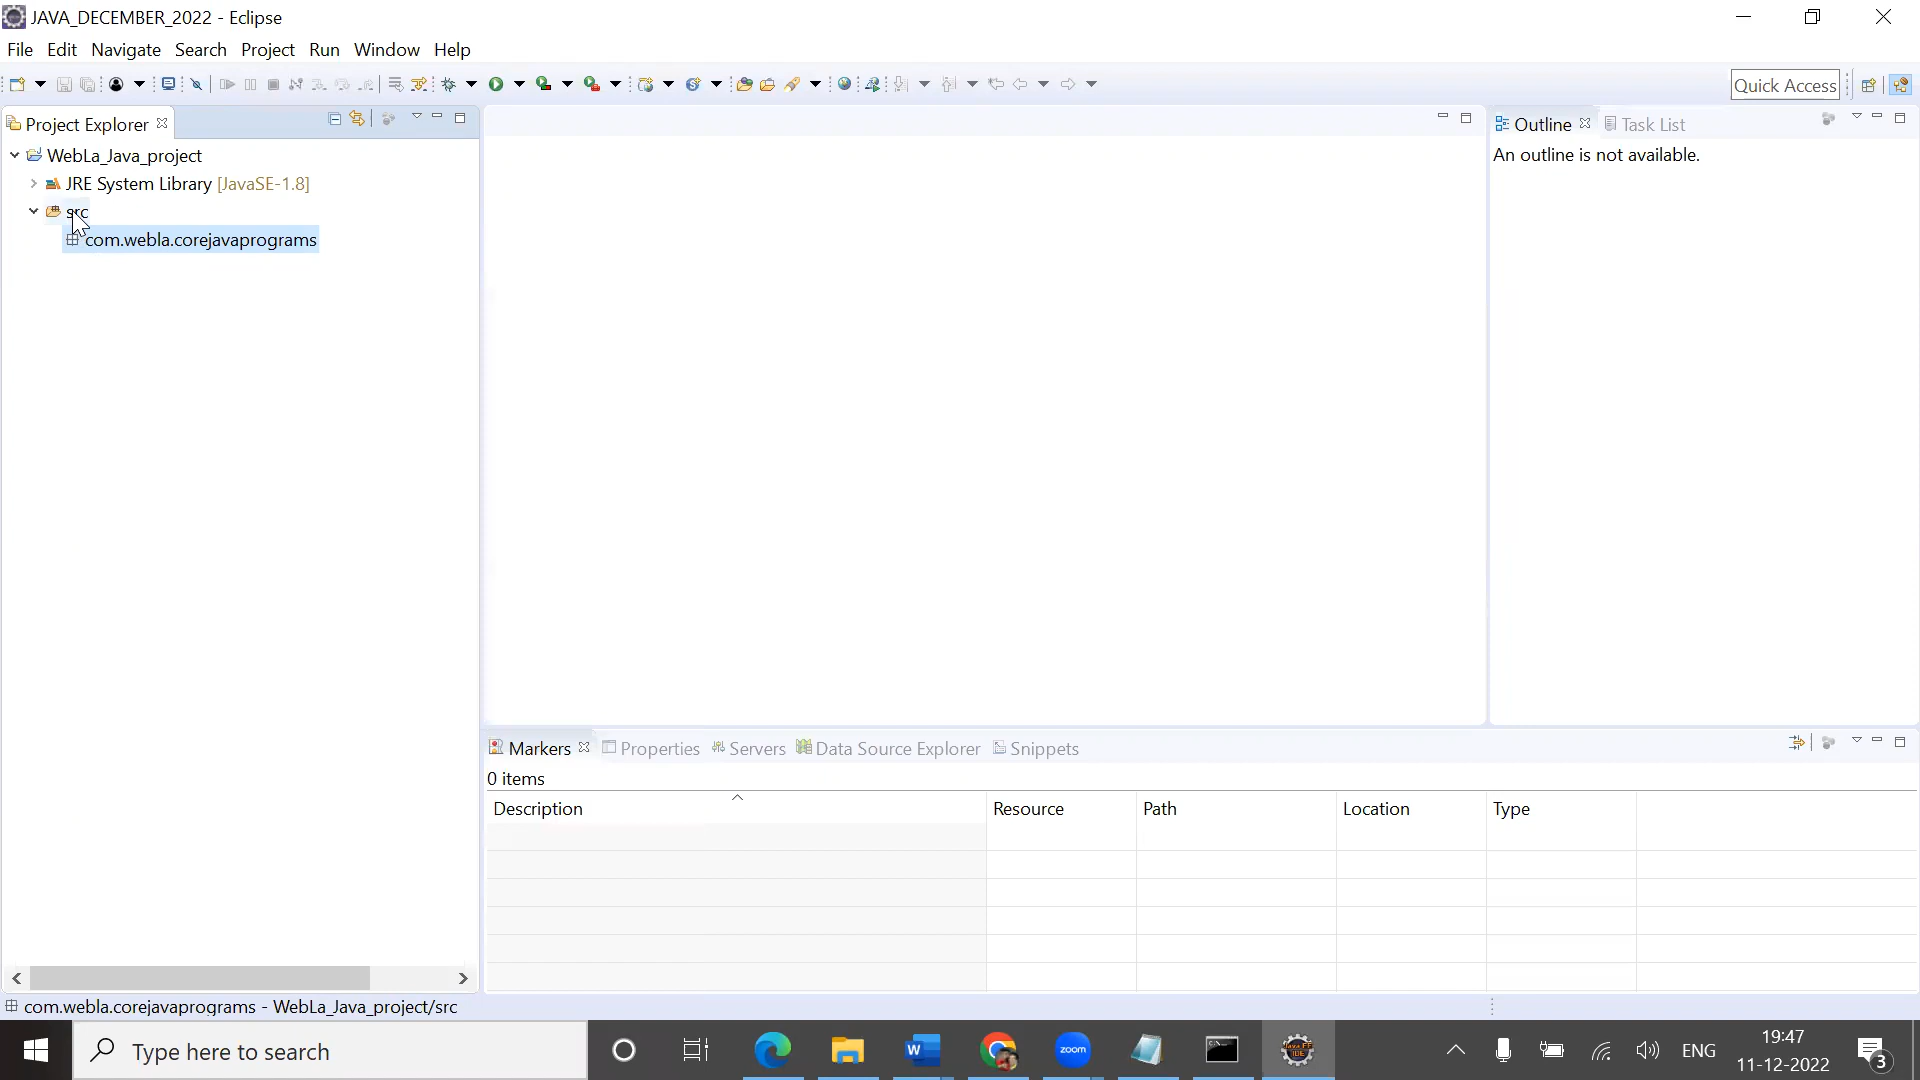 JAVA_DECEMBER_2022 - Eclipse
File Edit Navigate Search Project Run Window Help
Quick Access
Project Explorer
WebLa_Java_project
JRE System Library [JavaSE-1.8]
src
com.webla.corejavaprograms
Outline Task List
An outline is not available.
Markers Properties Servers Data Source Explorer Snippets
0 items
Description Resource Path Location Type
com.webla.corejavaprograms - WebLa_Java_project/src
Type here to search
W
zoom
ENG
19:47
11-12-2022
3